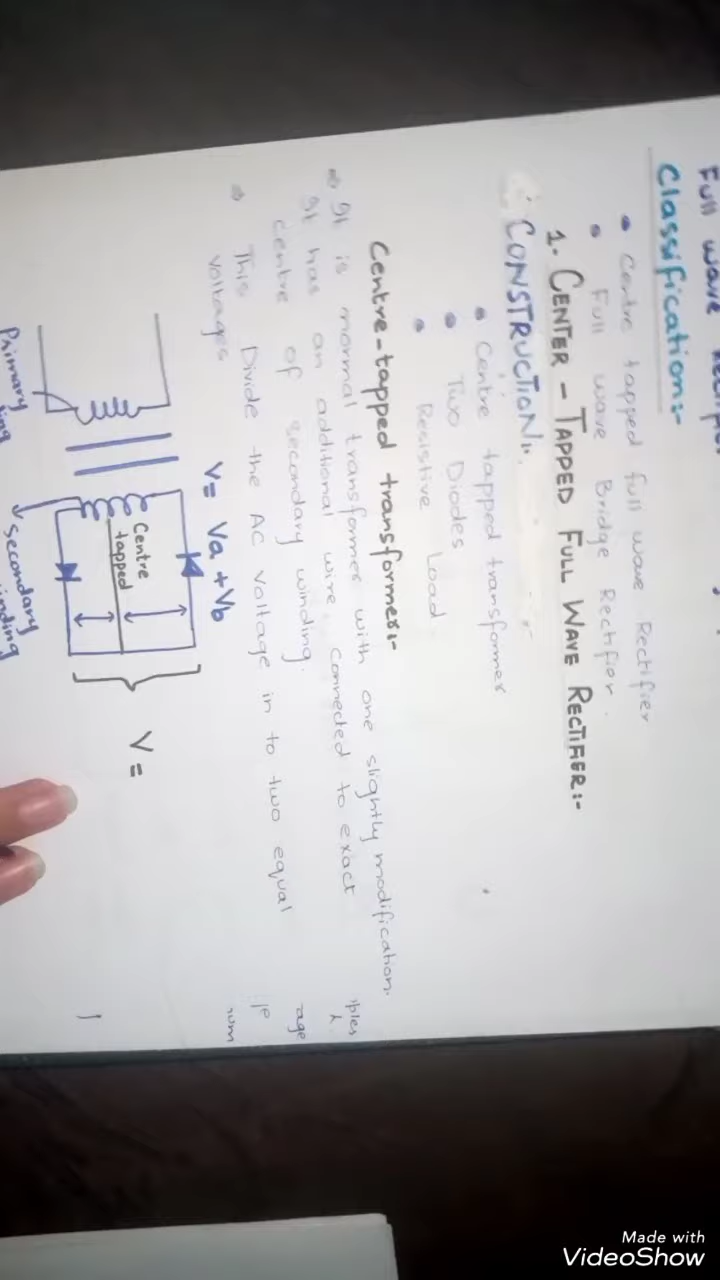 Full wave
Classification:-
• Centre tapped full wave Rectifier
• Full wave Bridge Rectifier.
1. CENTER - TAPPED FULL WAVE RECTIFIER:-
CONSTRUCTION:
• Centre tapped transformer
• Two Diodes
• Resistive Load.
Centre-tapped transformer:-
⇒ It is normal transformer with one slightly modification.
It has an additional wire connected to exact
centre of secondary winding.
⇒ This Divide the AC voltage in to two equal
voltages
V = Va + Vb
Centre
tapped
V =
Primary
Secondary
Made with
VideoShow